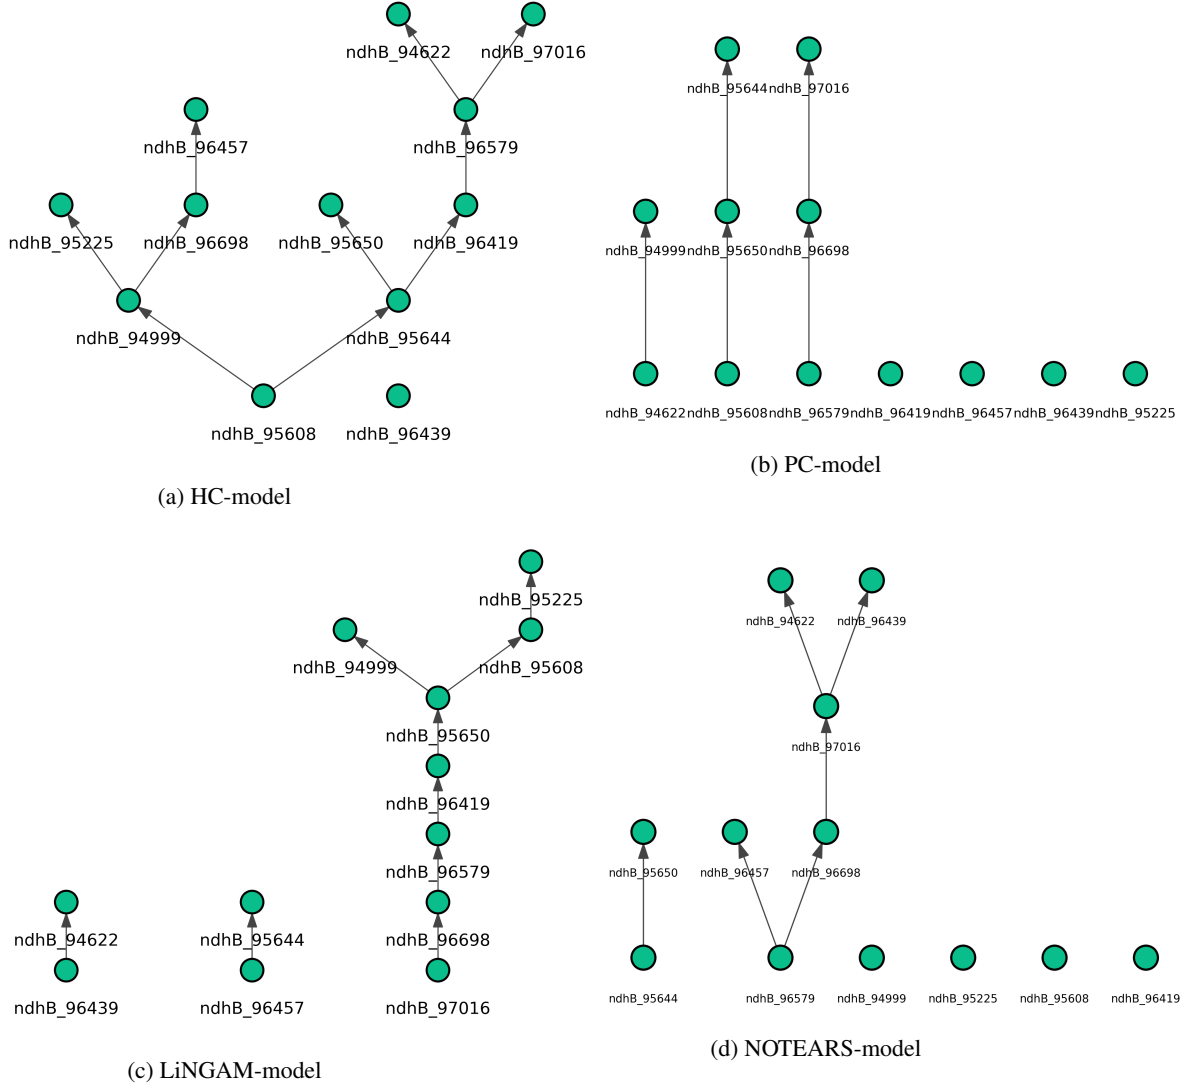 ndhB_94622 ndhB_97016
ndhB_96457 ndhB_96579
ndhB_95225 ndhB_96698 ndhB_95650 ndhB_96419
ndhB_94999 ndhB_95644
ndhB_95608 ndhB_96439
(a) HC-model
ndhB_95644 ndhB_97016
ndhB_94999 ndhB_95650 ndhB_96698
ndhB_94622 ndhB_95608 ndhB_96579 ndhB_96419 ndhB_96457 ndhB_96439 ndhB_95225
(b) PC-model
ndhB_95225
ndhB_94999 ndhB_95608
ndhB_95650
ndhB_96419
ndhB_96579
ndhB_94622 ndhB_95644 ndhB_96698
ndhB_96439 ndhB_96457 ndhB_97016
(c) LiNGAM-model
ndhB_94622 ndhB_96439
ndhB_97016
ndhB_95650 ndhB_96457 ndhB_96698
ndhB_95644 ndhB_96579 ndhB_94999 ndhB_95225 ndhB_95608 ndhB_96419
(d) NOTEARS-model